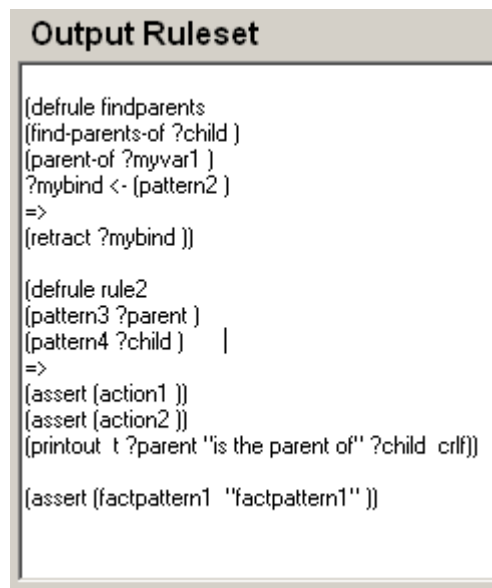 Output Ruleset
(defrule findparents
(find-parents-of ?child )
(parent-of ?myvar1 )
?mybind <- (pattern2 )
=>
(retract ?mybind ))
(defrule rule2
(pattern3 ?parent )
(pattern4 ?child )
=>
(assert (action1 ))
(assert (action2 ))
(printout t ?parent "is the parent of" ?child crlf))
(assert (factpattern1 "factpattern1" ))